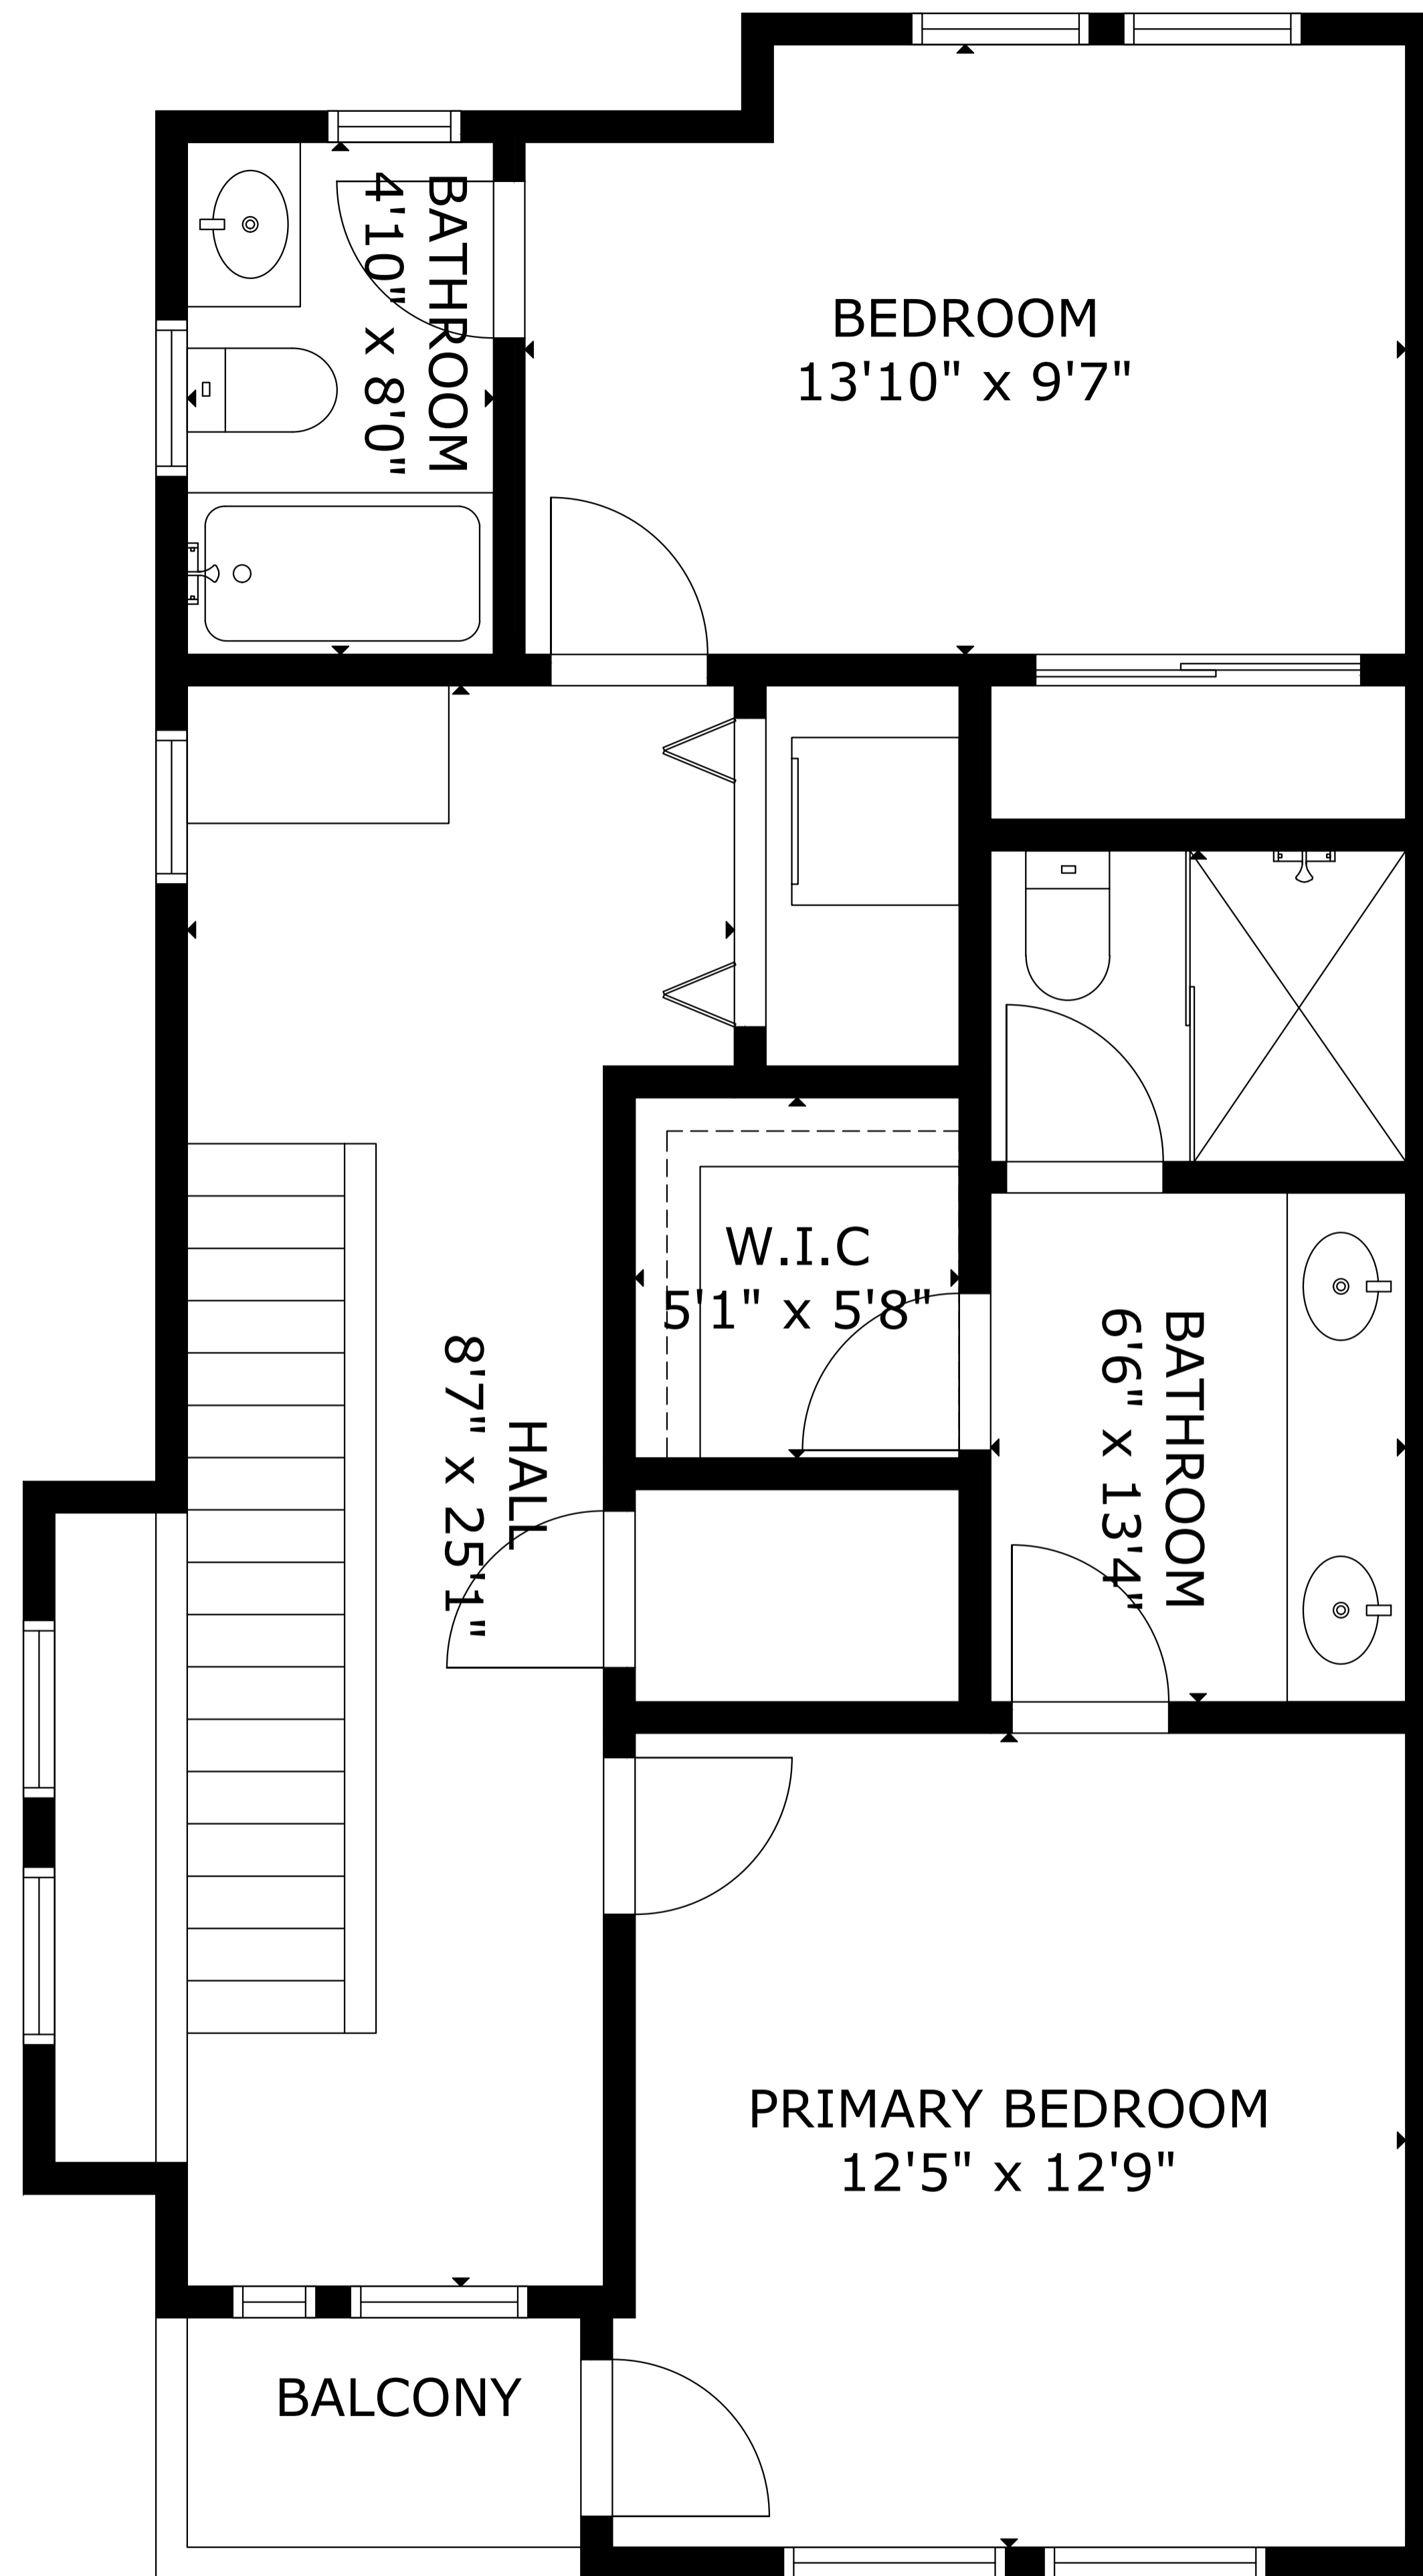 BATHROOM
4'10" x 8'0"
BEDROOM
13'10" x 9'7"
W.I.C
5'1" x 5'8"
HALL
8'7" x 25'1"
BATHROOM
6'6" x 13'4"
PRIMARY BEDROOM
12'5" x 12'9"
BALCONY